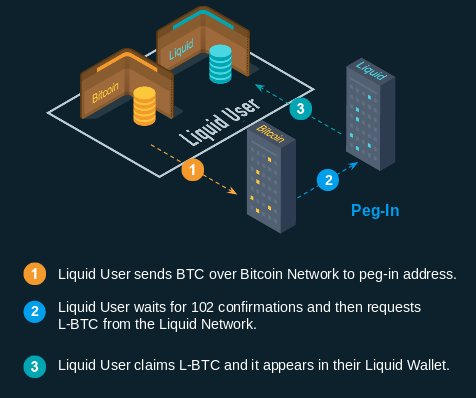 Liquid
Bitcoin
Liquid User
Liquid
Bitcoin
3
1
2
Peg-In
1 Liquid User sends BTC over Bitcoin Network to peg-in address.
2 Liquid User waits for 102 confirmations and then requests
L-BTC from the Liquid Network.
3 Liquid User claims L-BTC and it appears in their Liquid Wallet.